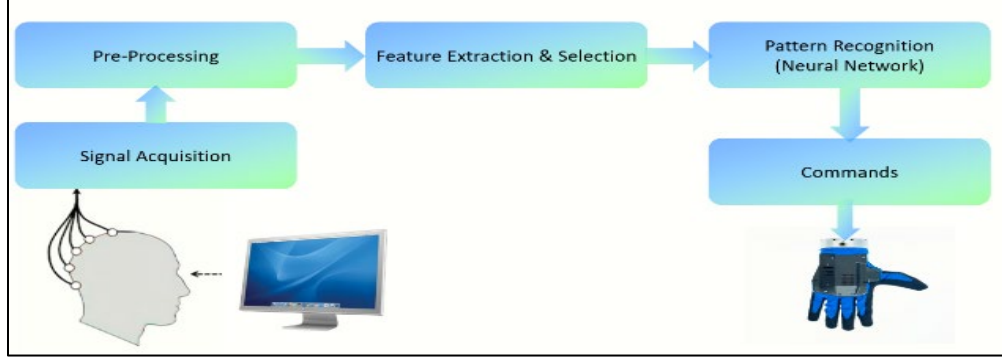 Pre-Processing
Feature Extraction & Selection
Pattern Recognition
(Neural Network)
Signal Acquisition
Commands